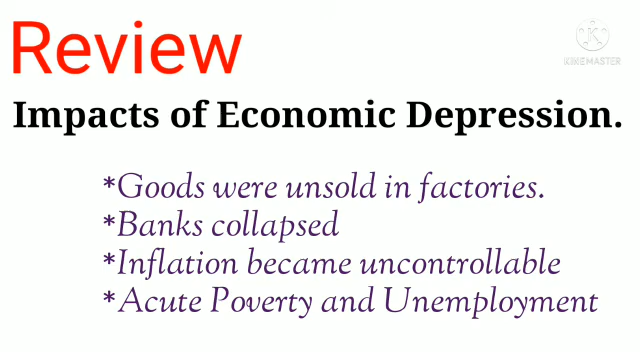 Review
KINEMASTER
Impacts of Economic Depression.
*Goods were unsold in factories.
*Banks collapsed
*Inflation became uncontrollable
*Acute Poverty and Unemployment